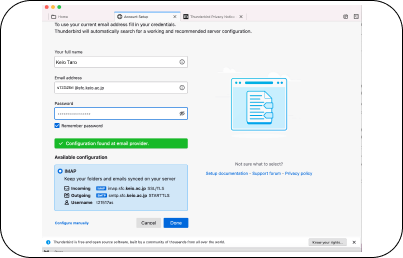 Home
Account Setup
Thunderbird Privacy Notice
To use your current email address fill in your credentials.
Thunderbird will automatically search for a working and recommended server configuration.
Your full name
Keio Taro
Email address
@sfc.keio.ac.jp
Password
Remember password
Configuration found at email provider.
Available configuration
IMAP
Keep your folders and emails synced on your server
Incoming IMAP imap.sfc.keio.ac.jp SSL/TLS
Outgoing SMTP smtp.sfc.keio.ac.jp STARTTLS
Username
Configure manually
Cancel
Done
Not sure what to select?
Setup documentation - Support forum - Privacy policy
Thunderbird is free and open source software, built by a community of thousands from all over the world.
Know your rights...